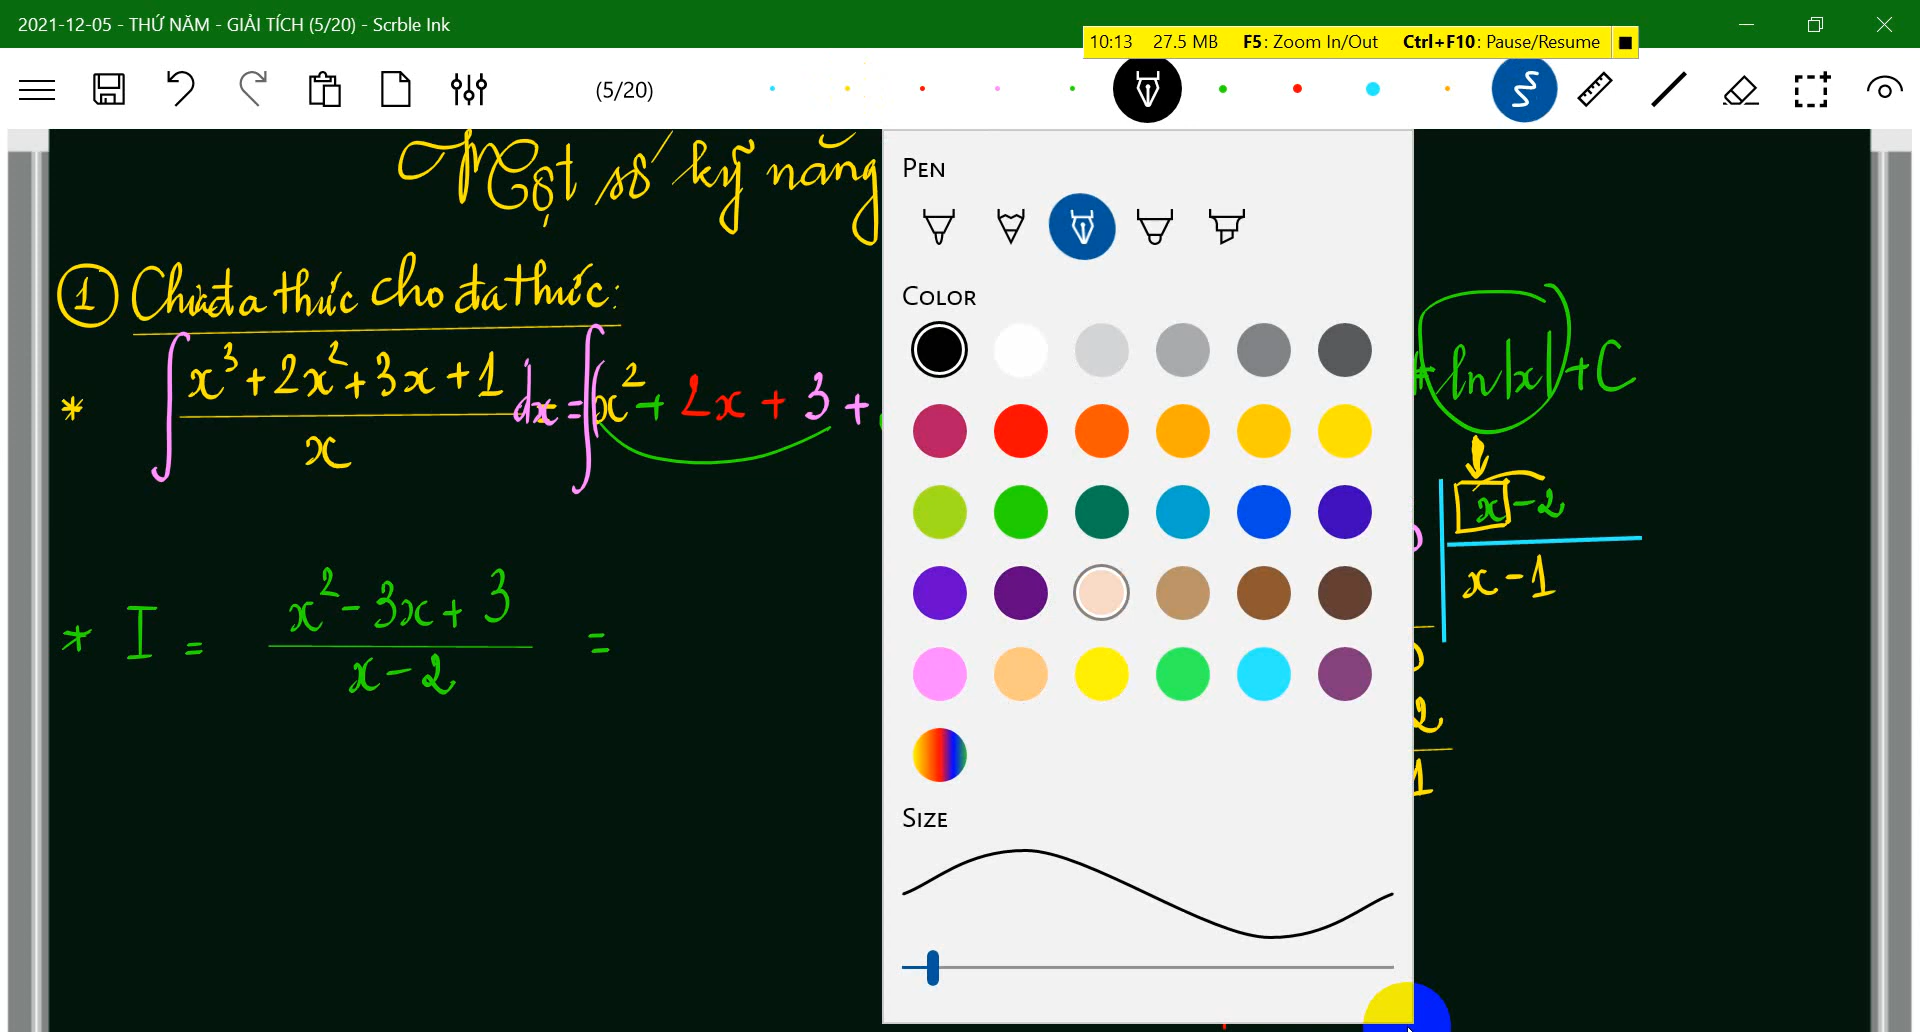 2021-12-05 - THỨ NĂM - GIẢI TÍCH (5/20) - Scrble Ink
10:13 27.5 MB F5: Zoom In/Out Ctrl+F10: Pause/Resume
(5/20)
Một số kỹ năng
① Chia đa thức cho đa thức:
* ∫ (x³ + 2x² + 3x + 1)/x dx = ∫(x² + 2x + 3 +
+ ln|x| + C
x - 2
x - 1
2
1
* I = (x² - 3x + 3)/(x - 2) =
PEN
COLOR
SIZE